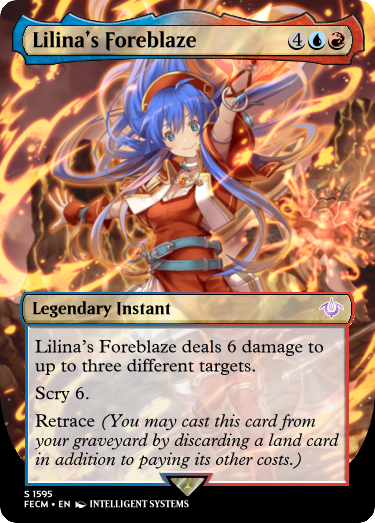 Lilina's Foreblaze 4
Legendary Instant
Lilina's Foreblaze deals 6 damage to
up to three different targets.
Scry 6.
Retrace (You may cast this card from
your graveyard by discarding a land card
in addition to paying its other costs.)
S 1595
FECM • EN INTELLIGENT SYSTEMS